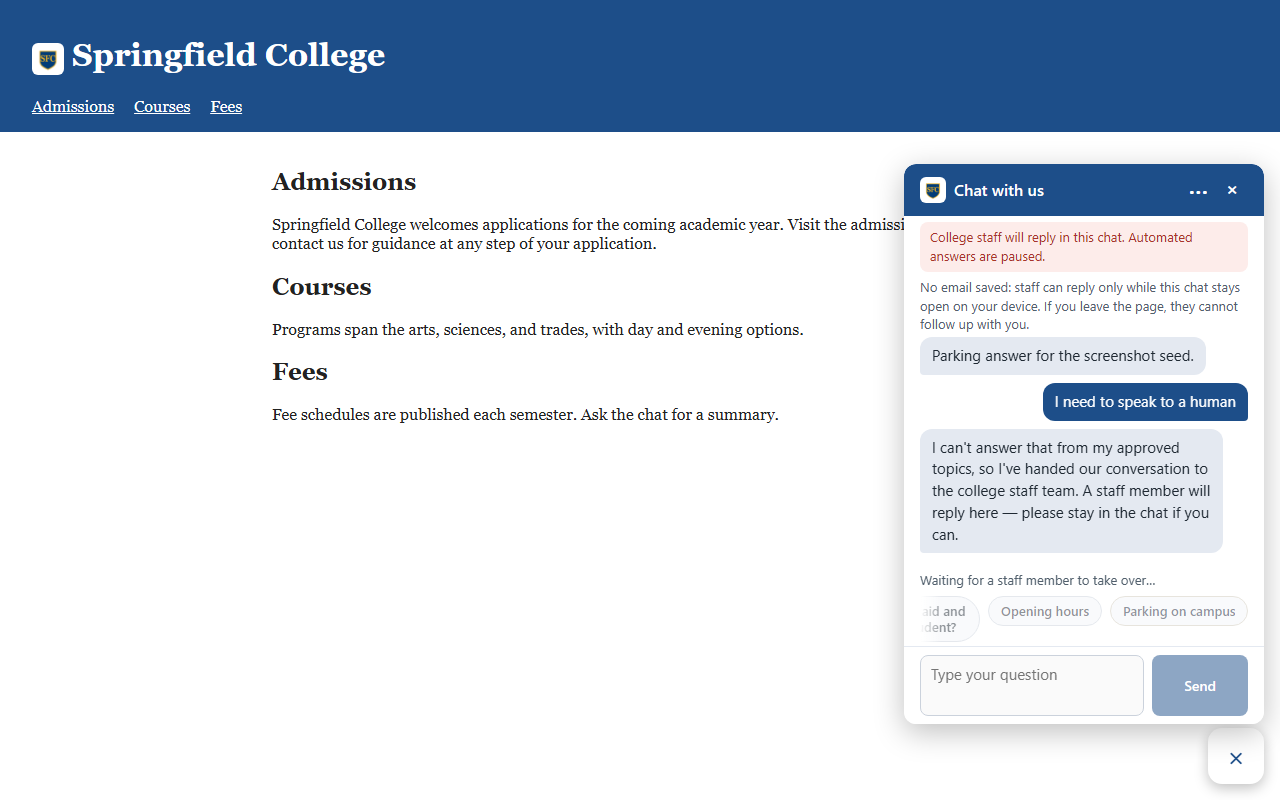 SFC Springfield College
Admissions Courses Fees
Admissions
Springfield College welcomes applications for the coming academic year. Visit the
contact us for guidance at any step of your application.
Courses
Programs span the arts, sciences, and trades, with day and evening options.
Fees
Fee schedules are published each semester. Ask the chat for a summary.
SFC Chat with us
College staff will reply in this chat. Automated
answers are paused.
No email saved: staff can reply only while this chat stays
open on your device. If you leave the page, they cannot
follow up with you.
Parking answer for the screenshot seed.
I need to speak to a human
I can't answer that from my approved
topics, so I've handed our conversation to
the college staff team. A staff member will
reply here — please stay in the chat if you
can.
Waiting for a staff member to take over...
and
Opening hours
Parking on campus
Type your question
Send